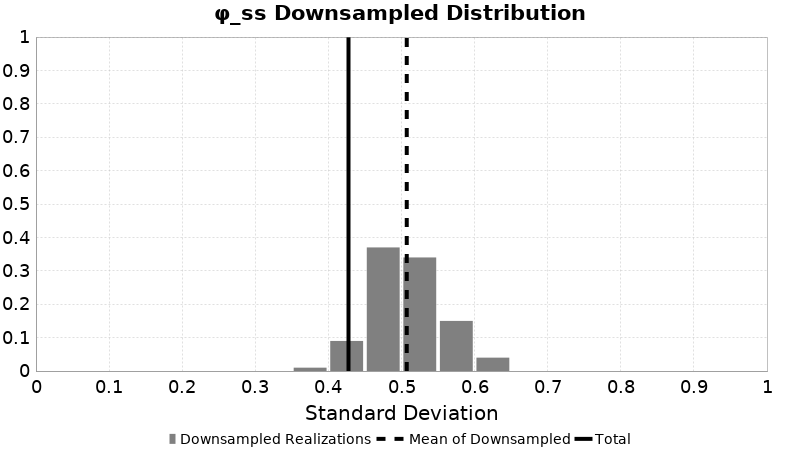 φ_ss Downsampled Distribution
1
0.9
0.8
0.7
0.6
0.5
0.4
0.3
0.2
0.1
0
0 0.1 0.2 0.3 0.4 0.5 0.6 0.7 0.8 0.9 1
Standard Deviation
Downsampled Realizations Mean of Downsampled Total